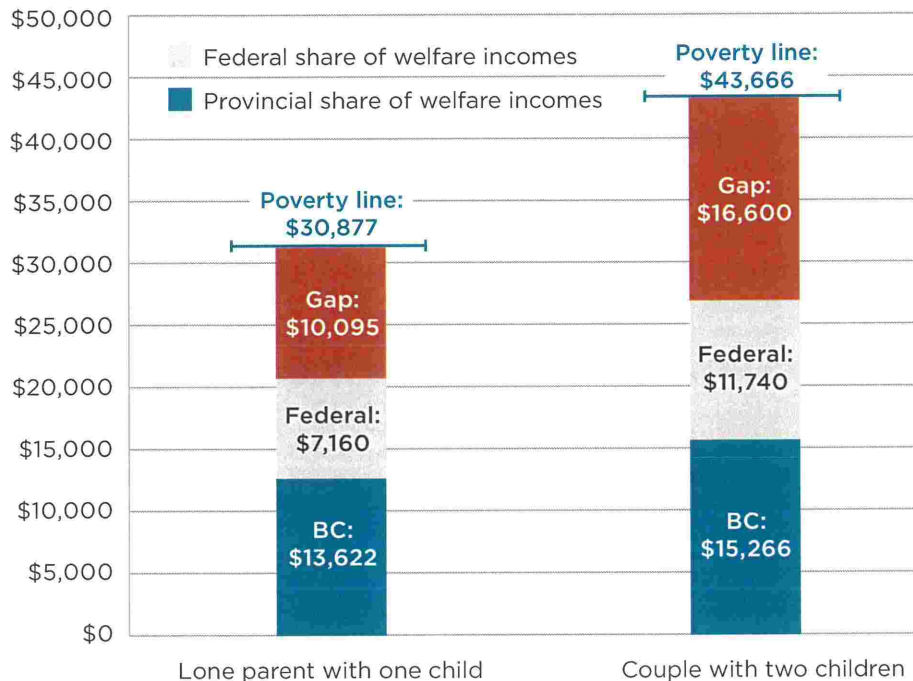 $50,000
$45,000
$40,000
$35,000
$30,000
$25,000
$20,000
$15,000
$10,000
$5,000
$0
Federal share of welfare incomes
Provincial share of welfare incomes
Poverty line:
$30,877
Gap:
$10,095
Federal:
$7,160
BC:
$13,622
Lone parent with one child
Poverty line:
$43,666
Gap:
$16,600
Federal:
$11,740
BC:
$15,266
Couple with two children